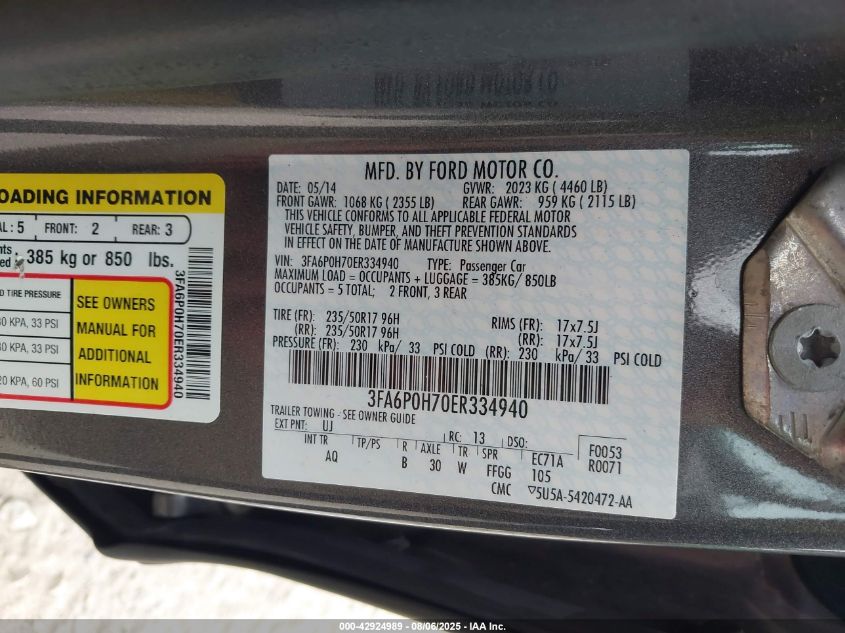 OADING INFORMATION
AL: 5 FRONT: 2 REAR: 3
385 kg or 850 lbs.
D TIRE PRESSURE
0 KPA, 33 PSI
0 KPA, 33 PSI
20 KPA, 60 PSI
SEE OWNERS
MANUAL FOR
ADDITIONAL
INFORMATION
3FA6P0H70ER334940
MFD. BY FORD MOTOR CO.
DATE: 05/14 GVWR: 2023 KG ( 4460 LB)
FRONT GAWR: 1068 KG ( 2355 LB) REAR GAWR: 959 KG ( 2115 LB)
THIS VEHICLE CONFORMS TO ALL APPLICABLE FEDERAL MOTOR
VEHICLE SAFETY, BUMPER, AND THEFT PREVENTION STANDARDS
IN EFFECT ON THE DATE OF MANUFACTURE SHOWN ABOVE.
VIN: 3FA6P0H70ER334940 TYPE: Passenger Car
MAXIMUM LOAD = OCCUPANTS + LUGGAGE = 385KG/ 850LB
OCCUPANTS = 5 TOTAL; 2 FRONT, 3 REAR
TIRE (FR): 235/50R17 96H RIMS (FR): 17x7.5J
(RR): 235/50R17 96H (RR): 17x7.5J
PRESSURE (FR): 230 kPa/ 33 PSI COLD (RR): 230 kPa/ 33 PSI COLD
3FA6P0H70ER334940
TRAILER TOWING - SEE OWNER GUIDE
EXT PNT: UJ RC: 13 DSO: F0053
INT TR TP/PS R AXLE TR SPR EC71A R0071
AQ B 30 W FFGG 105
CMC ▽5U5A-5420472-AA
000-42924989 - 08/06/2025 - © IAA Inc.